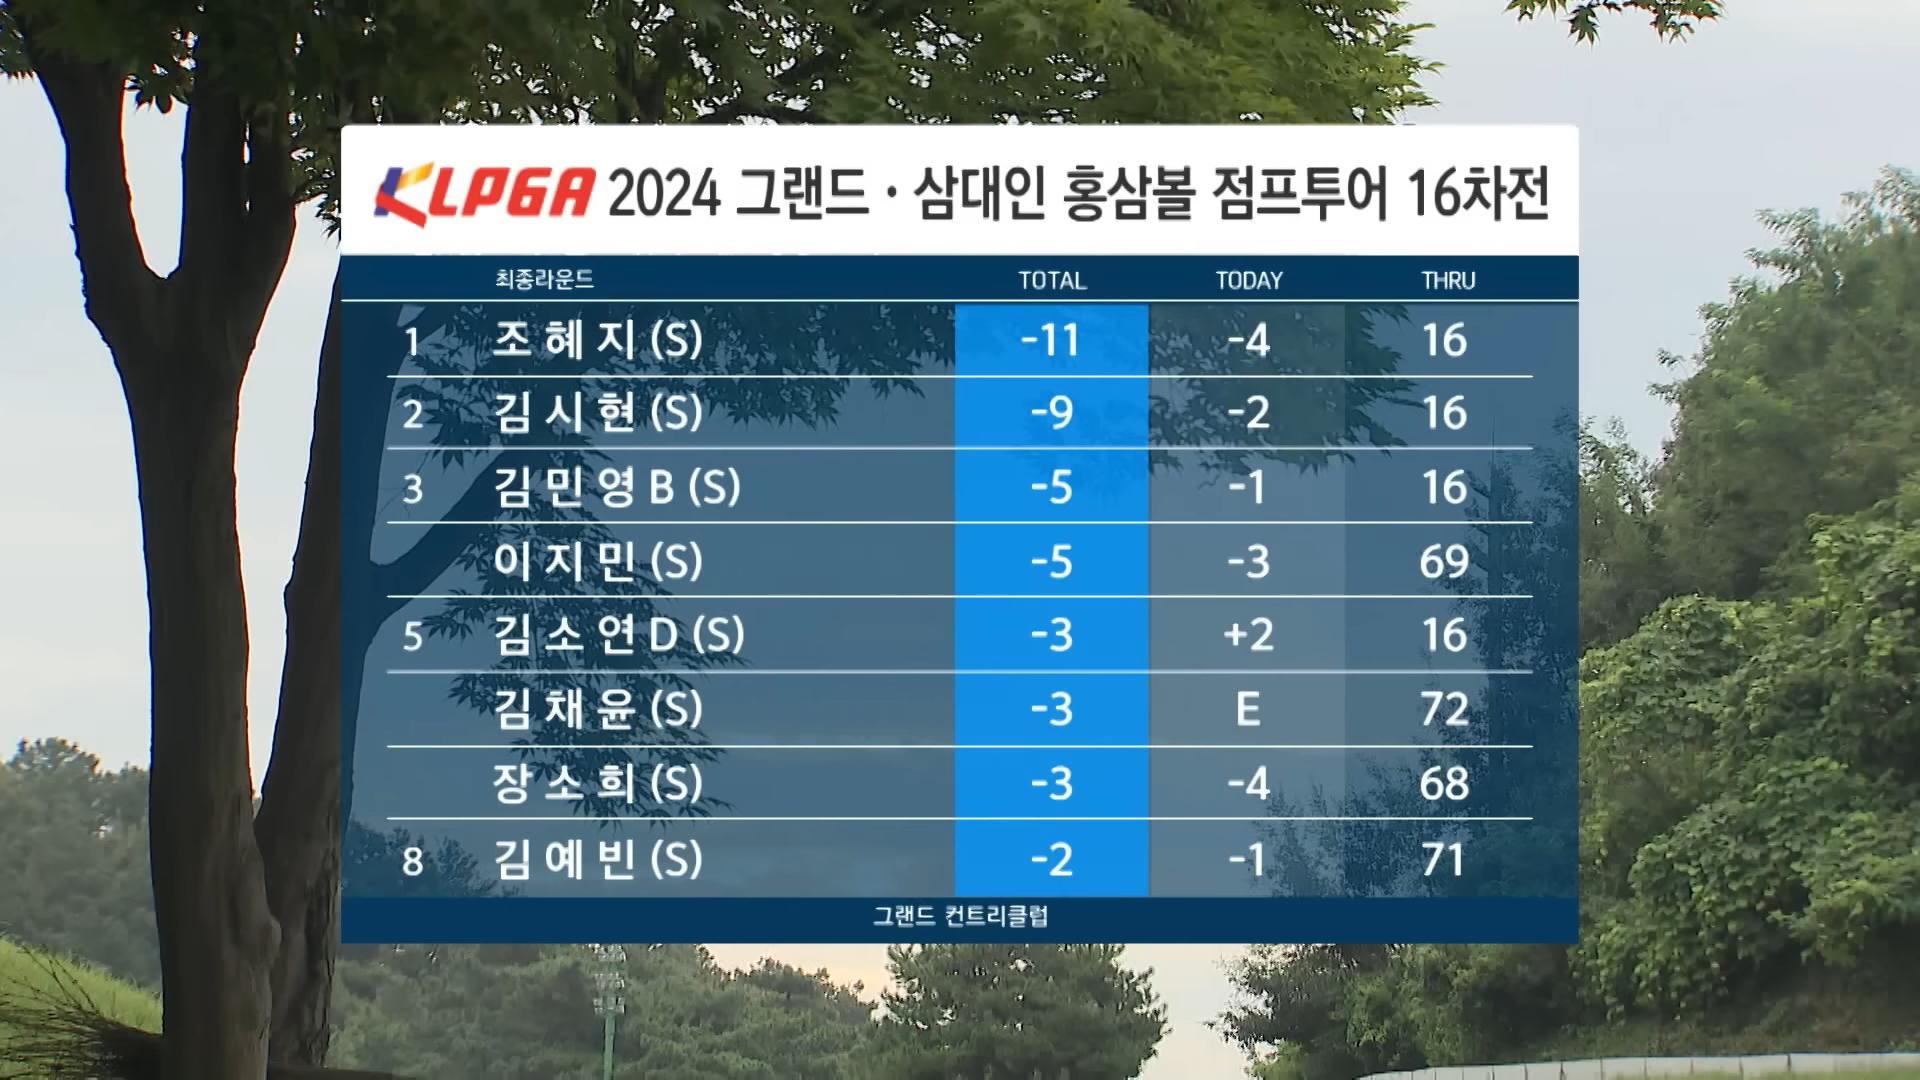 KLPGA 2024 그랜드 · 삼대인 홍삼볼 점프투어 16차전
최종라운드 TOTAL TODAY THRU
1 조 혜 지 (S) -11 -4 16
2 김 시 현 (S) -9 -2 16
3 김 민 영 B (S) -5 -1 16
이 지 민 (S) -5 -3 69
5 김 소 연 D (S) -3 +2 16
김 채 윤 (S) -3 E 72
장 소 희 (S) -3 -4 68
8 김 예 빈 (S) -2 -1 71
그랜드 컨트리클럽